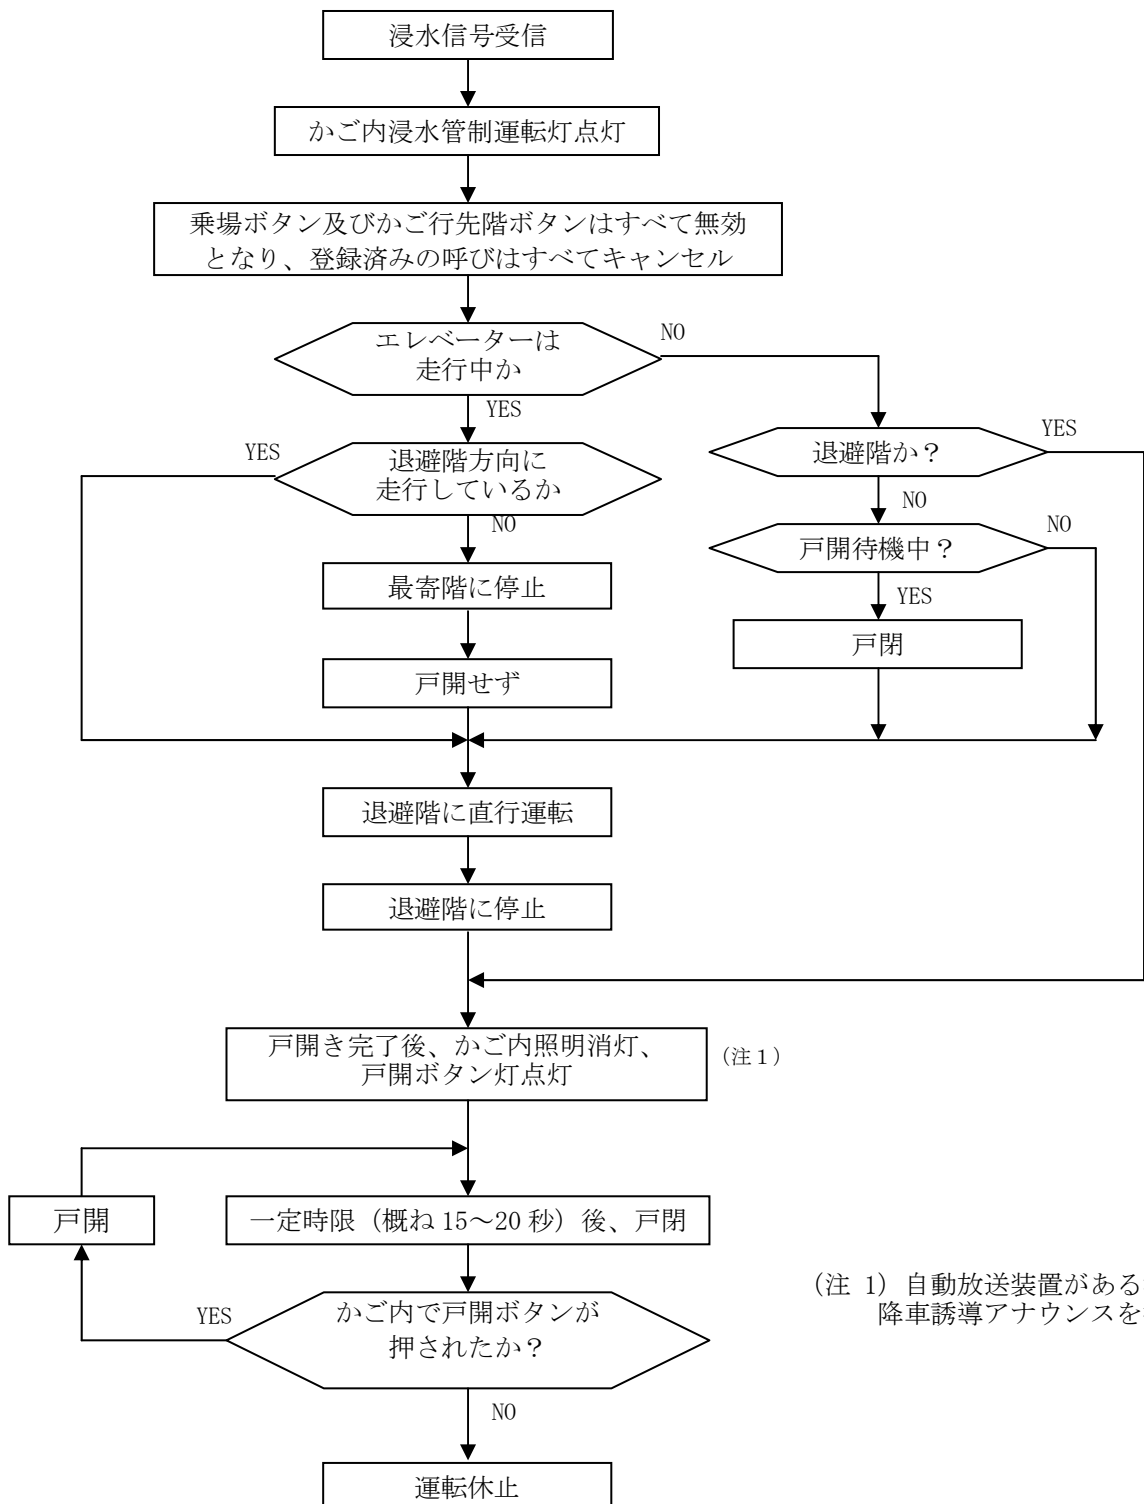 浸水信号受信
かご内浸水管制運転灯点灯
乗場ボタン及びかご行先階ボタンはすべて無効
となり、登録済みの呼びはすべてキャンセル
エレベーターは
走行中か
NO
YES
退避階方向に
走行しているか
YES
NO
退避階か？
YES
NO
戸開待機中？
NO
YES
最寄階に停止
戸閉
戸開せず
退避階に直行運転
退避階に停止
戸開き完了後、かご内照明消灯、
戸開ボタン灯点灯
（注１）
戸開
一定時限（概ね 15～20 秒）後、戸閉
かご内で戸開ボタンが
押されたか？
YES
NO
（注 1）自動放送装置がある
降車誘導アナウンスを
運転休止